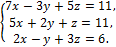 7x − 3y + 5z = 11,
5x + 2y + z = 11,
2x − y + 3z = 6.